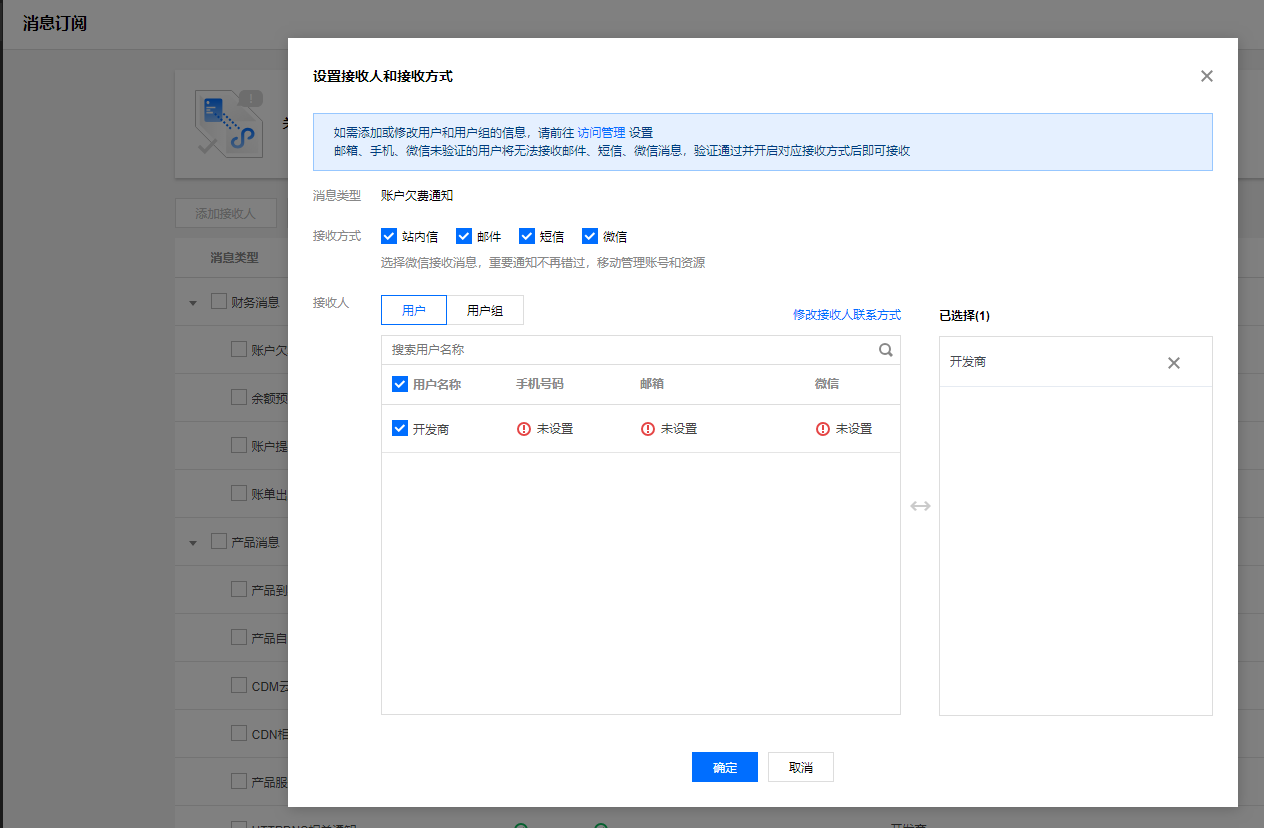 消息订阅
设置接收人和接收方式
如需添加或修改用户和用户组的信息，请前往 访问管理 设置
邮箱、手机、微信未验证的用户将无法接收邮件、短信、微信消息，验证通过并开启对应接收方式后即可接收
消息类型 账户欠费通知
接收方式 站内信 邮件 短信 微信
选择微信接收消息，重要通知不再错过，移动管理账号和资源
接收人 用户 用户组 修改接收人联系方式 已选择(1)
搜索用户名称
用户名称 手机号码 邮箱 微信
开发商 未设置 未设置 未设置
开发商
确定 取消
添加接收人
消息类型
财务消息
账户欠
余额预
账户提
账单出
产品消息
产品到
产品自
CDM云
CDN相
产品服